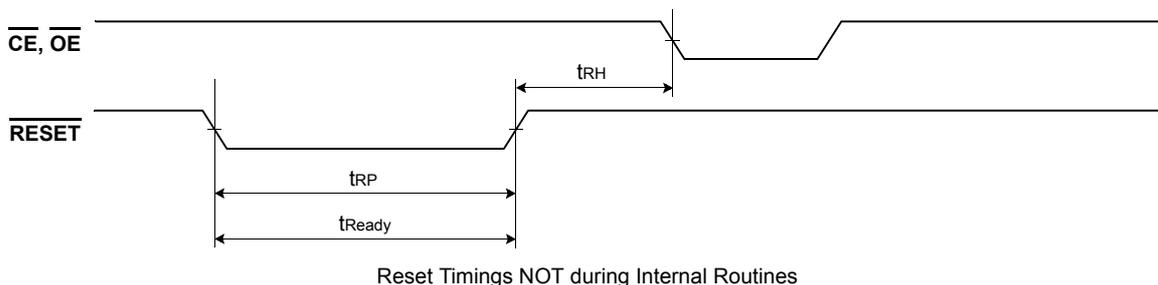 CE, OE
tRH
RESET
tRP
tReady
Reset Timings NOT during Internal Routines